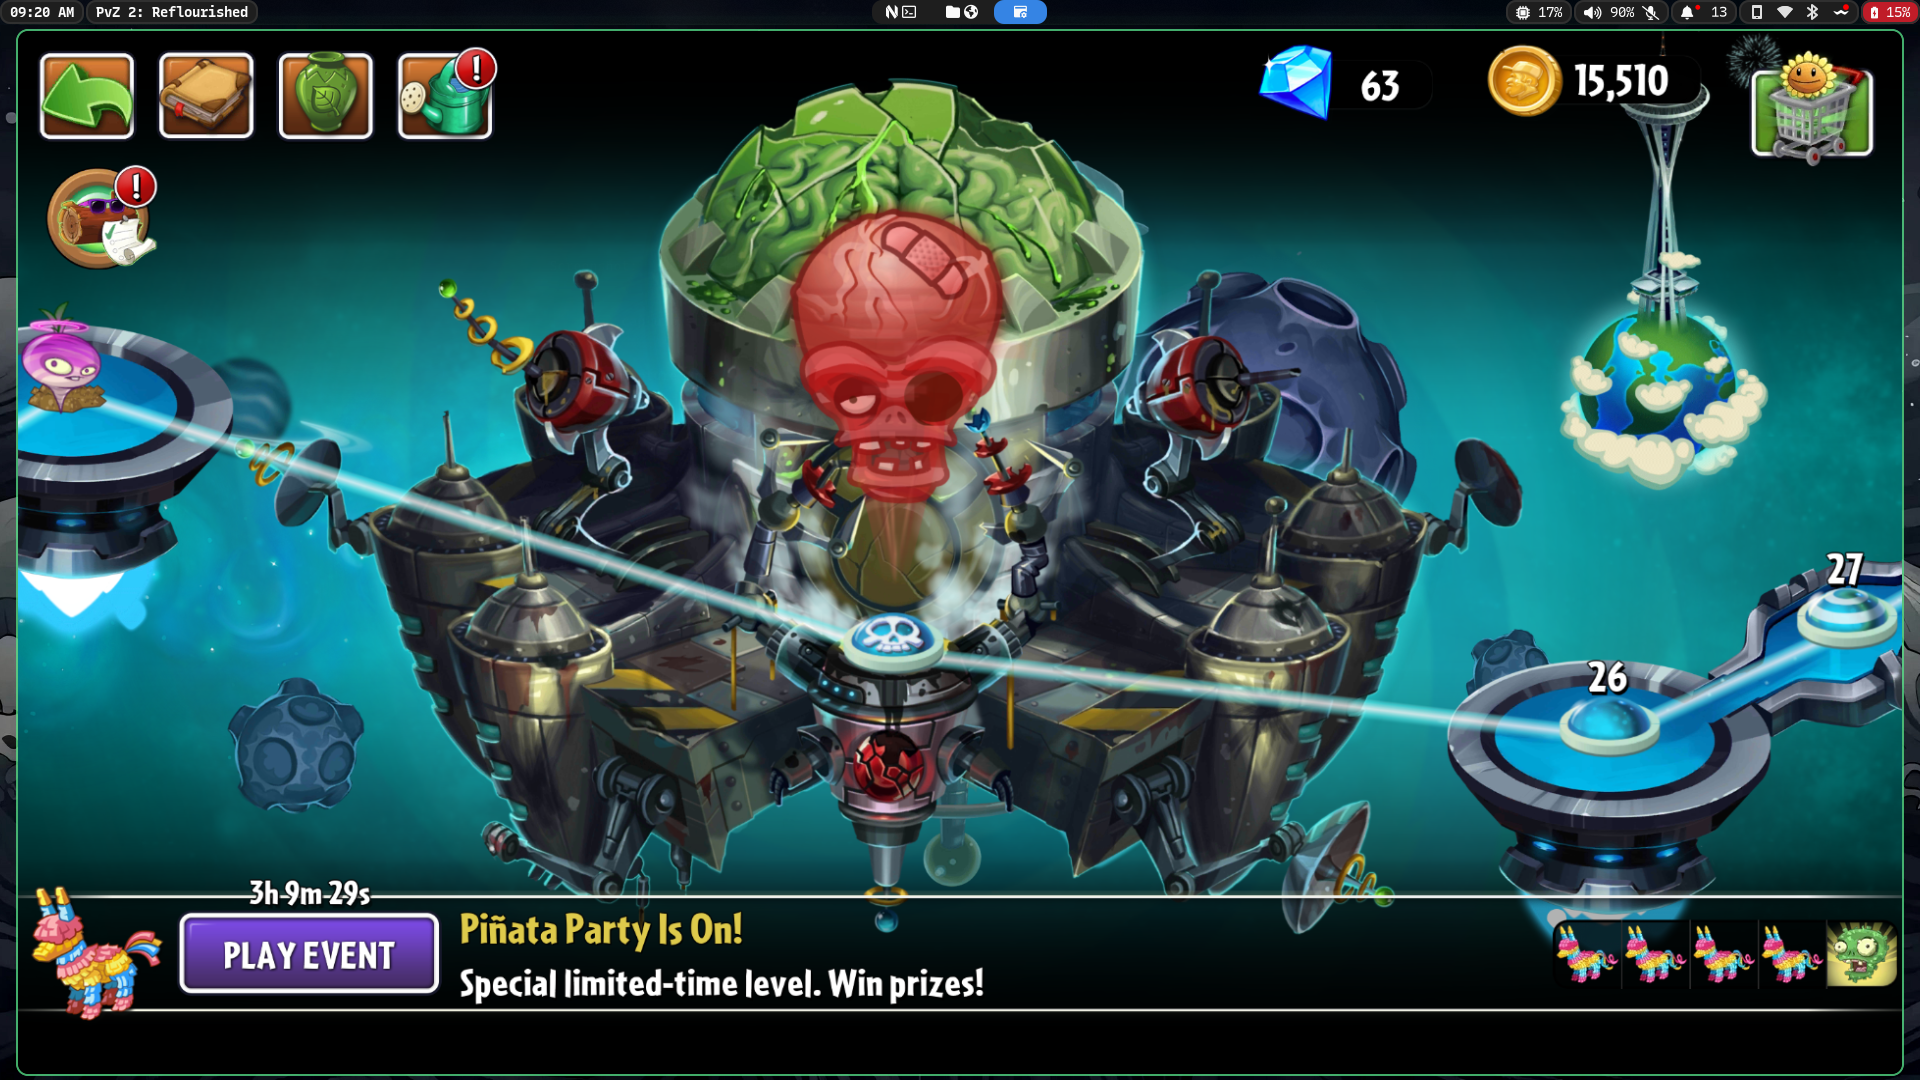 09:20 AM
PvZ 2: Reflourished
17%
90%
13
15%
63
15,510
27
26
3h-9m-29s
PLAY EVENT
Piñata Party Is On!
Special limited-time level. Win prizes!